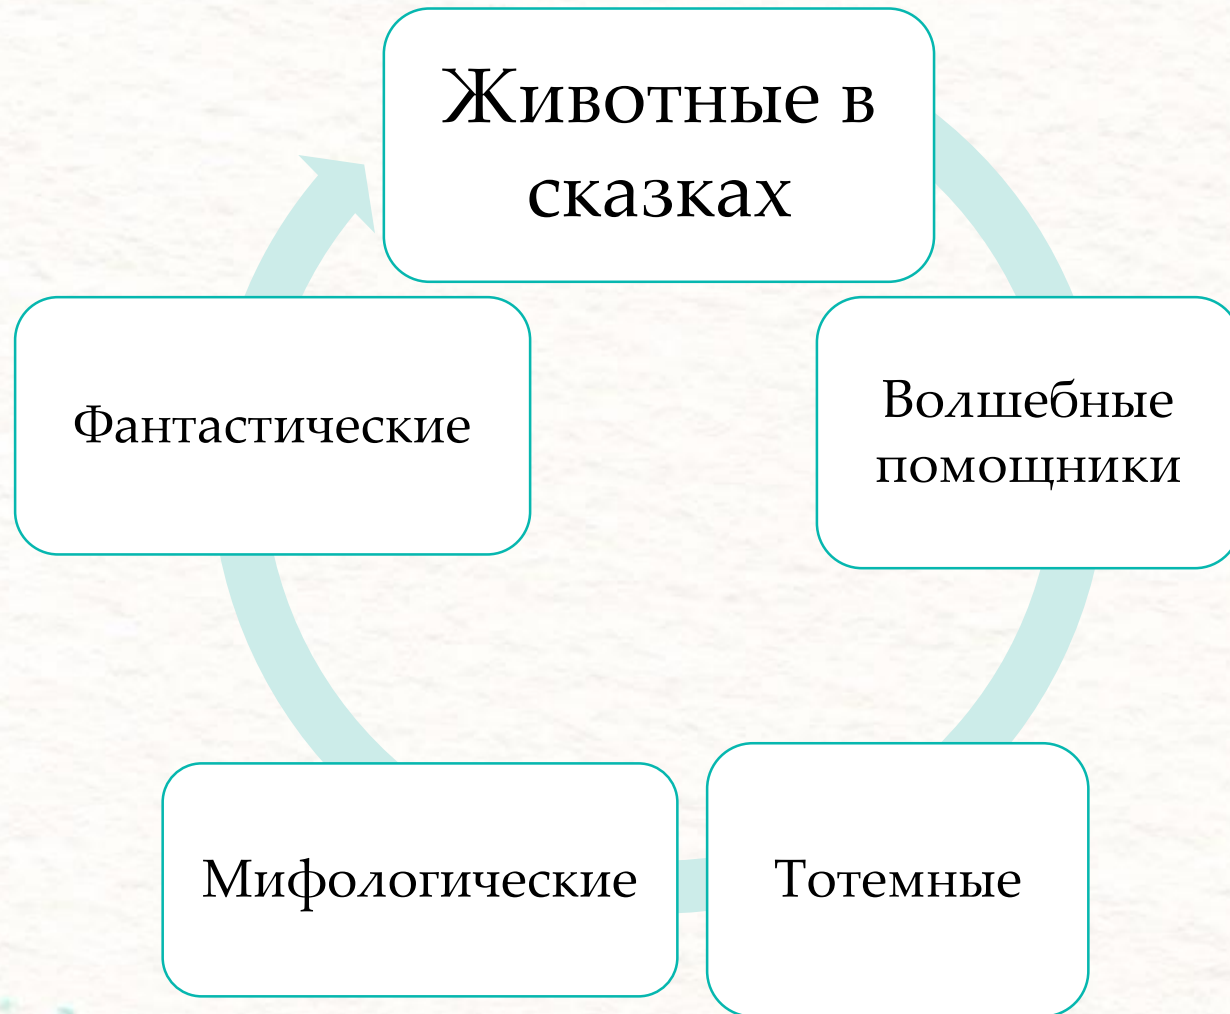 Животные в
сказках
Волшебные
помощники
Тотемные
Мифологические
Фантастические